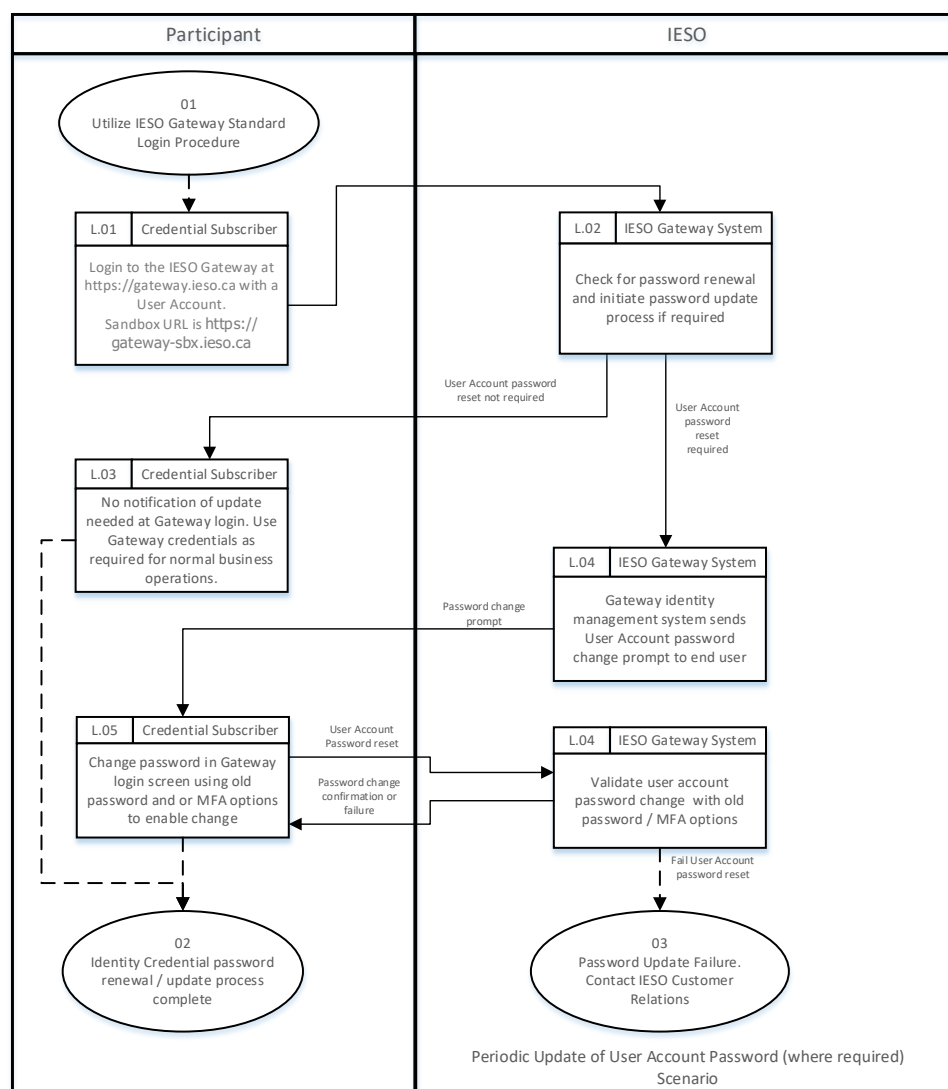 Participant
IESO
01
Utilize IESO Gateway Standard
Login Procedure
L.01
Credential Subscriber
Login to the IESO Gateway at
https://gateway.ieso.ca with a
User Account.
Sandbox URL is https://
gateway-sbx.ieso.ca
L.02
IESO Gateway System
Check for password renewal
and initiate password update
process if required
User Account password
reset not required
User Account
password
reset
required
L.03
Credential Subscriber
No notification of update
needed at Gateway login. Use
Gateway credentials as
required for normal business
operations.
L.04
IESO Gateway System
Gateway identity
management system sends
User Account password
change prompt to end user
Password change
prompt
L.05
Credential Subscriber
Change password in Gateway
login screen using old
password and or MFA options
to enable change
User Account
Password reset
Password change
confirmation or
failure
L.04
IESO Gateway System
Validate user account
password change with old
password / MFA options
Fail User Account
password reset
02
Identity Credential password
renewal / update process
complete
03
Password Update Failure.
Contact IESO Customer
Relations
Periodic Update of User Account Password (where required)
Scenario